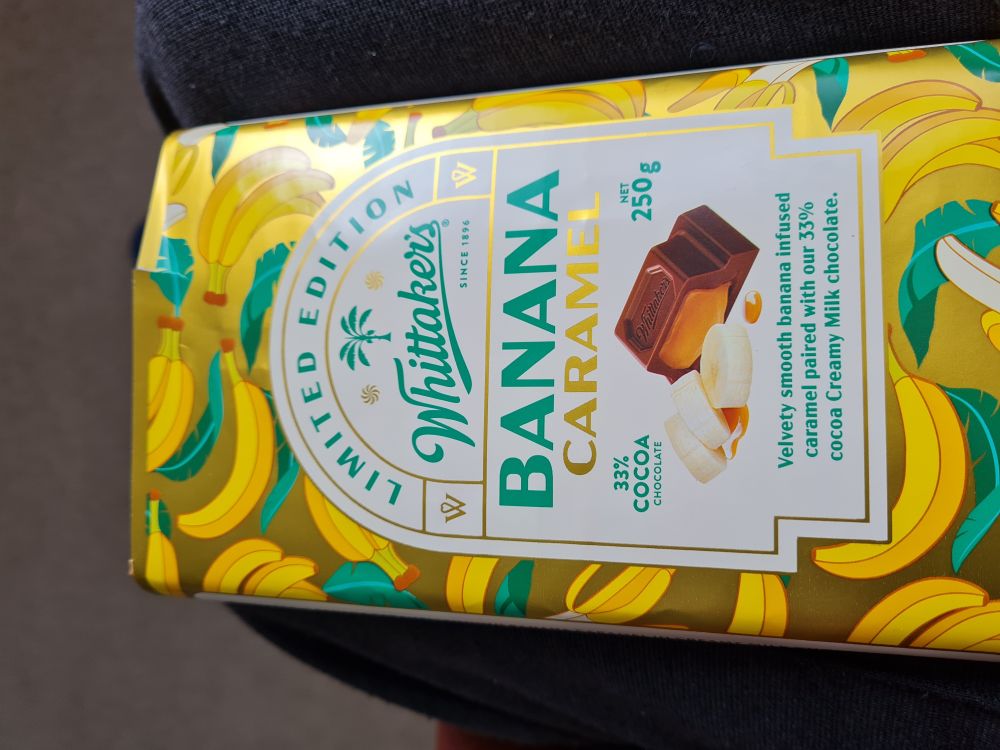 LIMITED EDITION
W
W
Whittaker's®
SINCE 1896
BANANA
CARAMEL
33%
COCOA
CHOCOLATE
Whittaker's
NET
250g
Velvety smooth banana infused
caramel paired with our 33%
cocoa Creamy Milk chocolate.